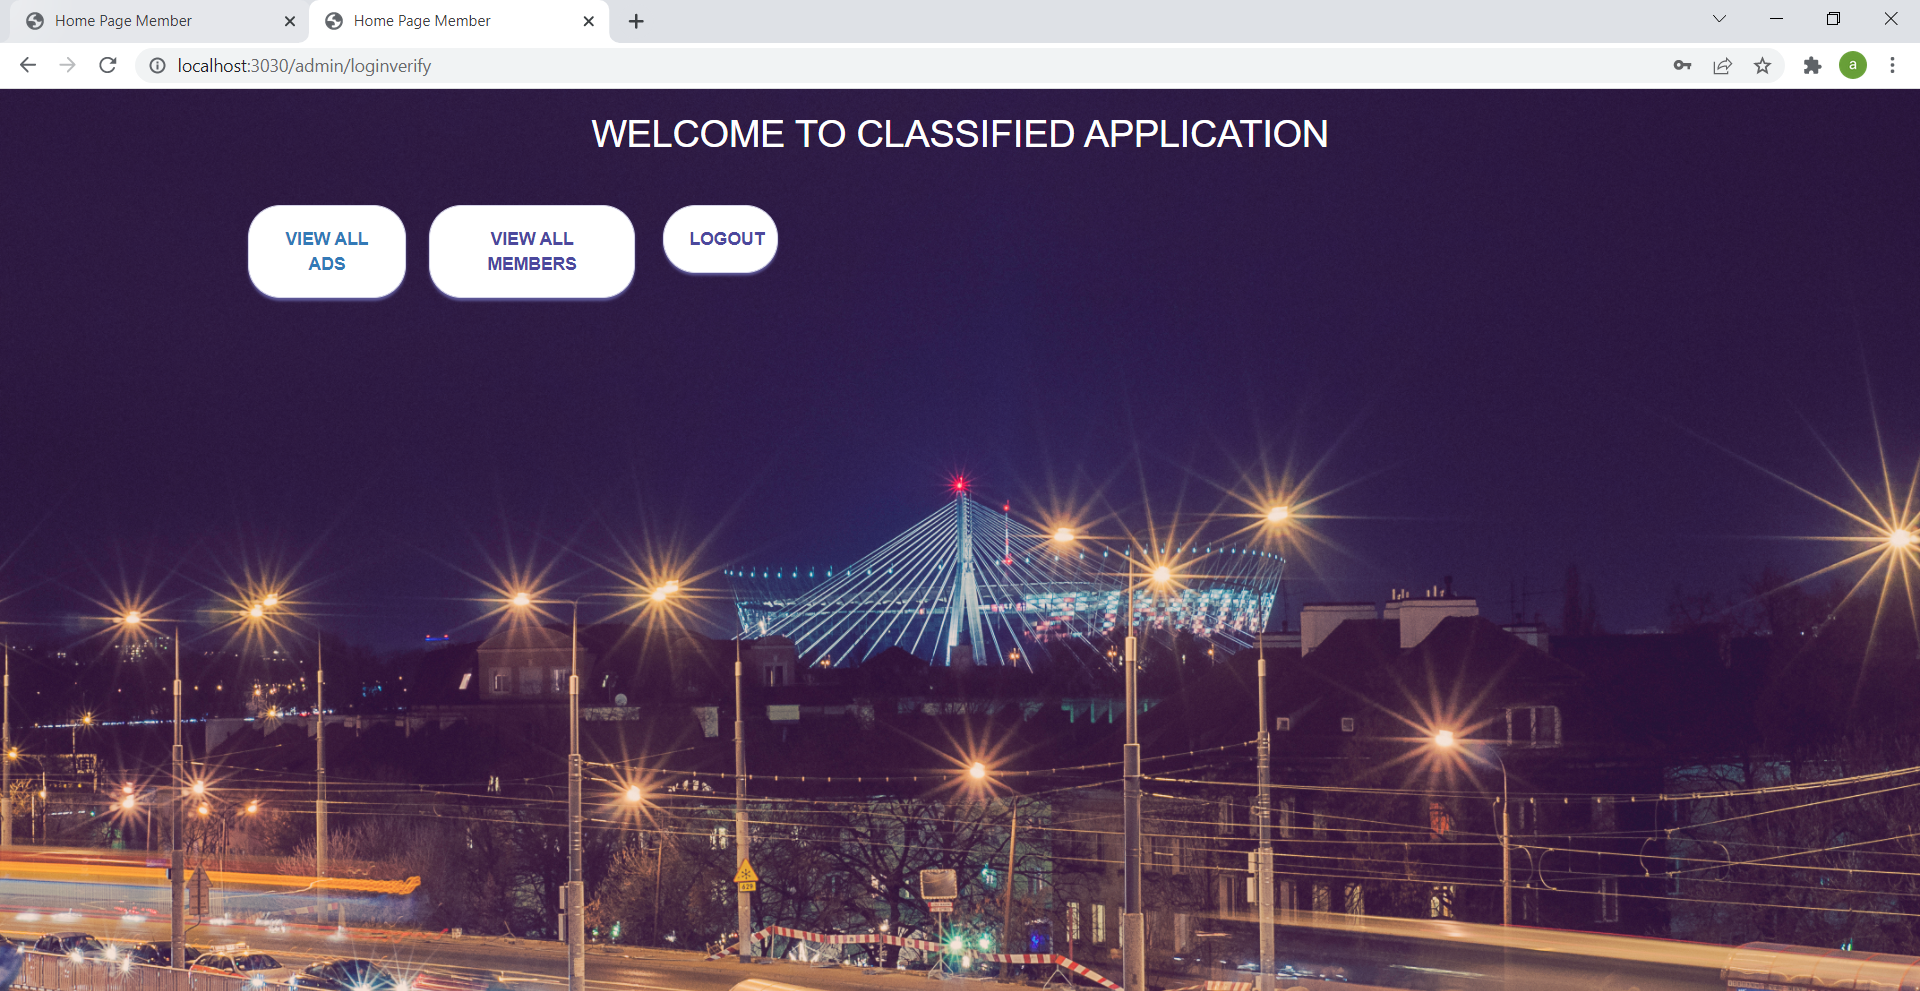 Home Page Member
Home Page Member
localhost:3030/admin/loginverify
a
WELCOME TO CLASSIFIED APPLICATION
VIEW ALL
ADS
VIEW ALL
MEMBERS
LOGOUT
629